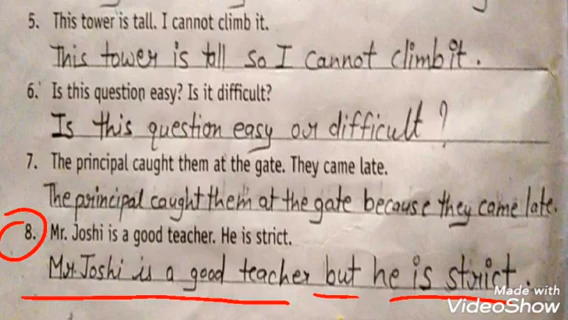 5. This tower is tall. I cannot climb it.
This tower is tall so I cannot climb it.
6. Is this question easy? Is it difficult?
Is this question easy or difficult?
7. The principal caught them at the gate. They came late.
The principal caught them at the gate because they came late.
8. Mr. Joshi is a good teacher. He is strict.
Mr. Joshi is a good teacher but he is strict.
Made with
VideoShow